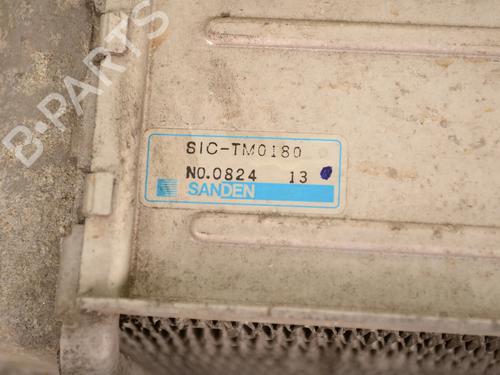 B-PARTS
SIC-TM0180
NO.0824 13
SANDEN